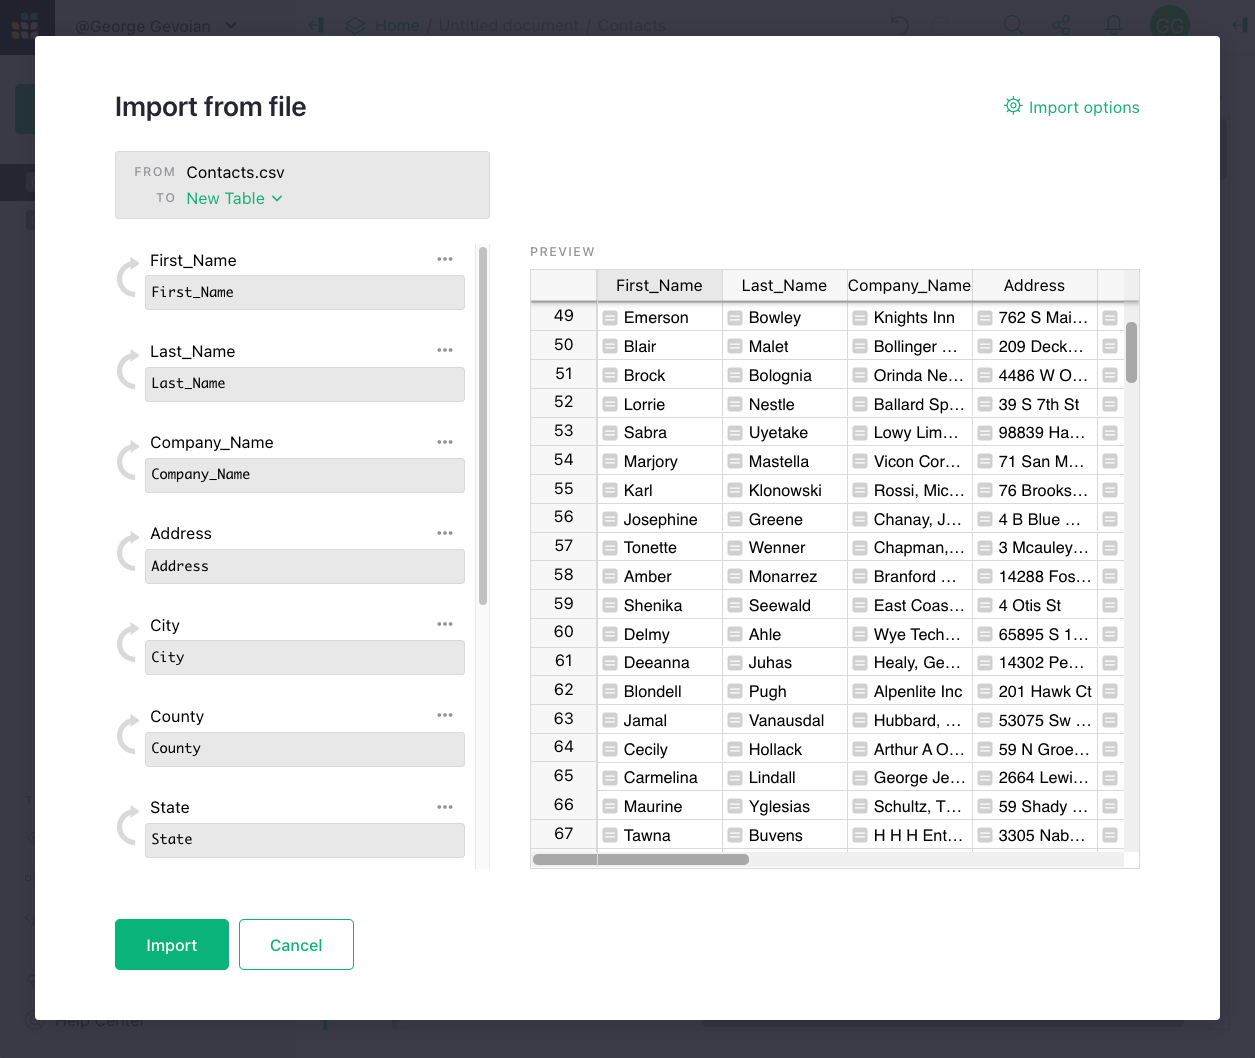 @George Gevoian
Home / Untitled document / Contacts
GG
Import from file
Import options
FROM Contacts.csv
TO New Table
First_Name
First_Name
Last_Name
Last_Name
Company_Name
Company_Name
Address
Address
City
City
County
County
State
State
PREVIEW
First_Name Last_Name Company_Name Address
49 Emerson Bowley Knights Inn 762 S Mai…
50 Blair Malet Bollinger … 209 Deck…
51 Brock Bolognia Orinda Ne… 4486 W O…
52 Lorrie Nestle Ballard Sp… 39 S 7th St
53 Sabra Uyetake Lowy Lim… 98839 Ha…
54 Marjory Mastella Vicon Cor… 71 San M…
55 Karl Klonowski Rossi, Mic… 76 Brooks…
56 Josephine Greene Chanay, J… 4 B Blue …
57 Tonette Wenner Chapman,… 3 Mcauley…
58 Amber Monarrez Branford … 14288 Fos…
59 Shenika Seewald East Coas… 4 Otis St
60 Delmy Ahle Wye Tech… 65895 S 1…
61 Deeanna Juhas Healy, Ge… 14302 Pe…
62 Blondell Pugh Alpenlite Inc 201 Hawk Ct
63 Jamal Vanausdal Hubbard, … 53075 Sw …
64 Cecily Hollack Arthur A O… 59 N Groe…
65 Carmelina Lindall George Je… 2664 Lewi…
66 Maurine Yglesias Schultz, T… 59 Shady …
67 Tawna Buvens H H H Ent… 3305 Nab…
Import Cancel
Help Center